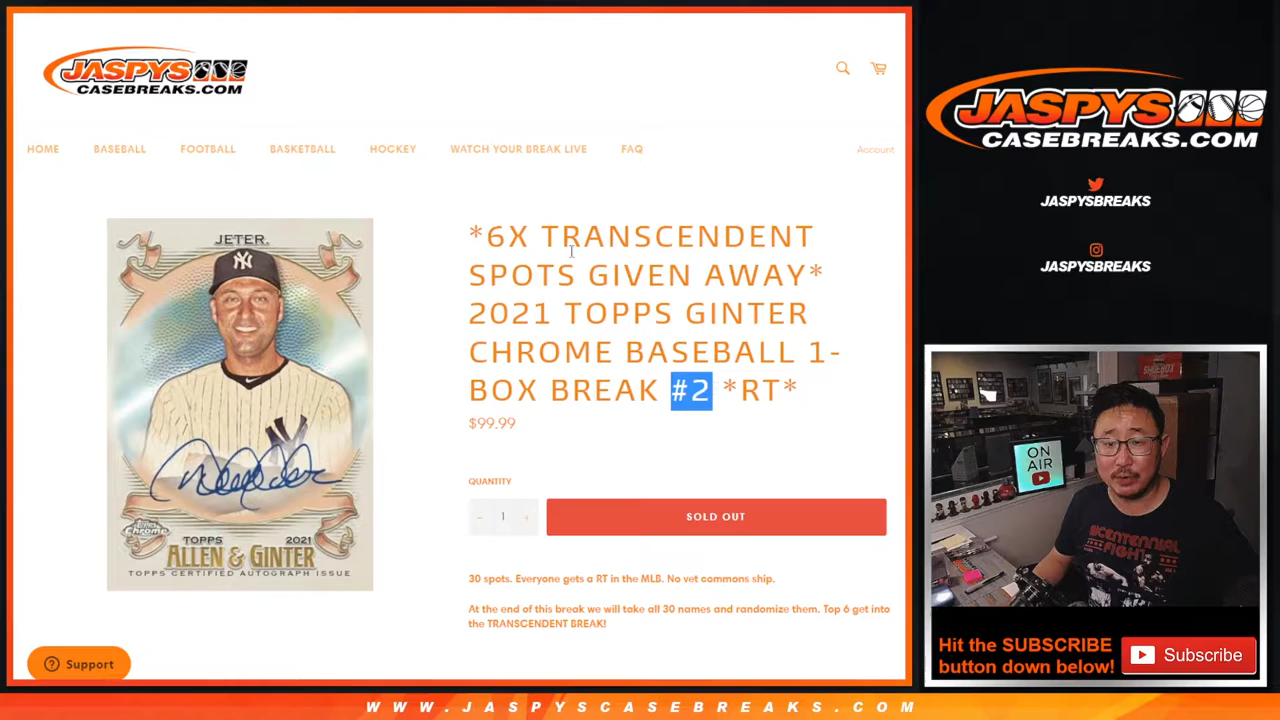 JASPYS
CASEBREAKS.COM
HOME BASEBALL FOOTBALL BASKETBALL HOCKEY WATCH YOUR BREAK LIVE FAQ Account
JETER
NY
Topps Chrome
TOPPS 2021
ALLEN & GINTER
TOPPS CERTIFIED AUTOGRAPH ISSUE
*6X TRANSCENDENT
SPOTS GIVEN AWAY*
2021 TOPPS GINTER
CHROME BASEBALL 1-
BOX BREAK #2 *RT*
$99.99
QUANTITY
- 1 +
SOLD OUT
30 spots. Everyone gets a RT in the MLB. No vet commons ship.
At the end of this break we will take all 30 names and randomize them. Top 6 get into
the TRANSCENDENT BREAK!
Support
JASPYS
CASEBREAKS.COM
JASPYSBREAKS
JASPYSBREAKS
SHOEBOX
ON
AIR
BICENTENNIAL
FIGHT
Hit the SUBSCRIBE
button down below!
Subscribe
WWW.JASPYSCASEBREAKS.COM